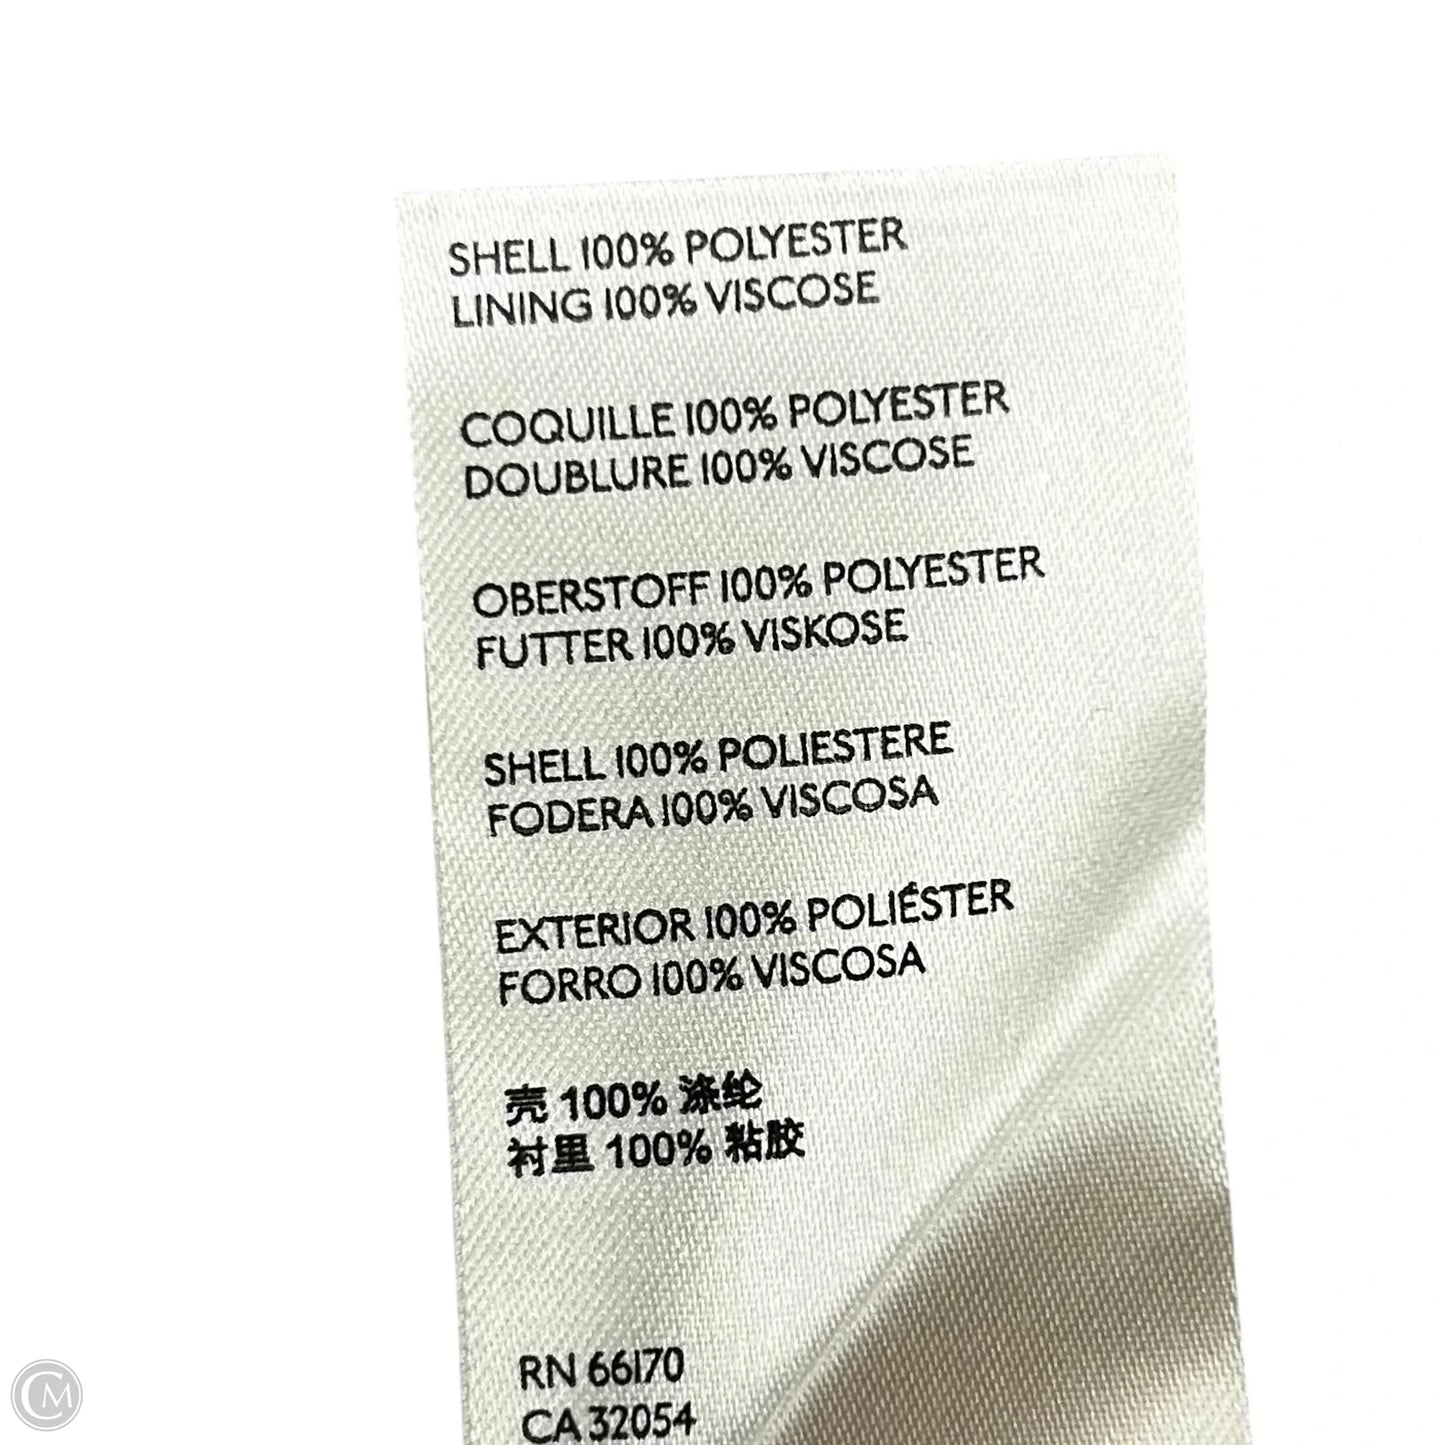 SHELL 100% POLYESTER
LINING 100% VISCOSE
COQUILLE 100% POLYESTER
DOUBLURE 100% VISCOSE
OBERSTOFF 100% POLYESTER
FUTTER 100% VISKOSE
SHELL 100% POLIESTERE
FODERA 100% VISCOSA
EXTERIOR 100% POLIÉSTER
FORRO 100% VISCOSA
壳 100% 涤纶
衬里 100% 粘胶
RN 66170
CA 32054
CM